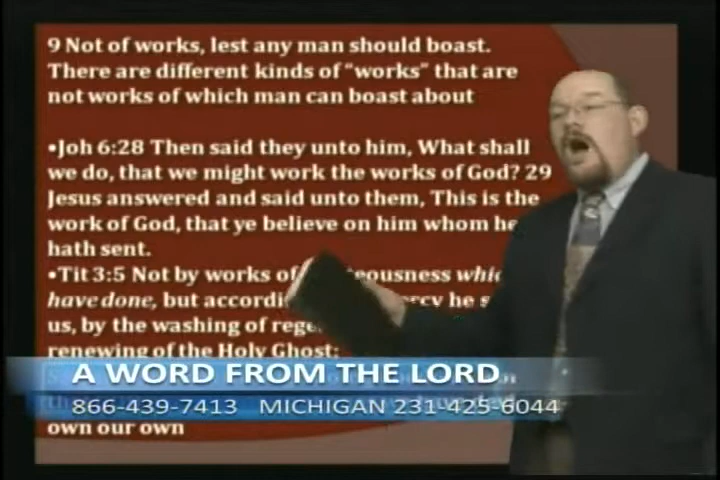 9 Not of works, lest any man should boast.
There are different kinds of “works” that are
not works of which man can boast about
•Joh 6:28 Then said they unto him, What shall
we do, that we might work the works of God? 29
Jesus answered and said unto them, This is the
work of God, that ye believe on him whom he
hath sent.
•Tit 3:5 Not by works of
have done, but
us, by the washing of
renewing of the Holy Ghost;
A WORD FROM THE LORD
866-439-7413 MICHIGAN 231-425-6044
own our own